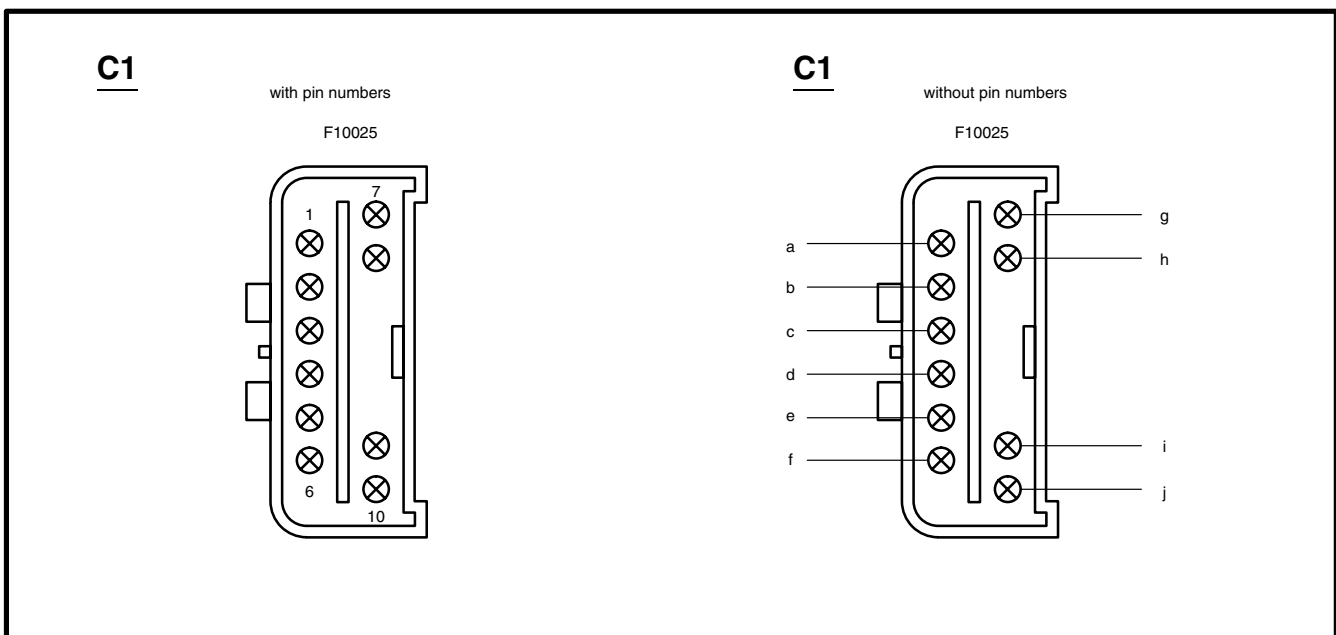 C1
with pin numbers
F10025
7
1
6
10
C1
without pin numbers
F10025
g
a
h
b
c
d
e
i
f
j